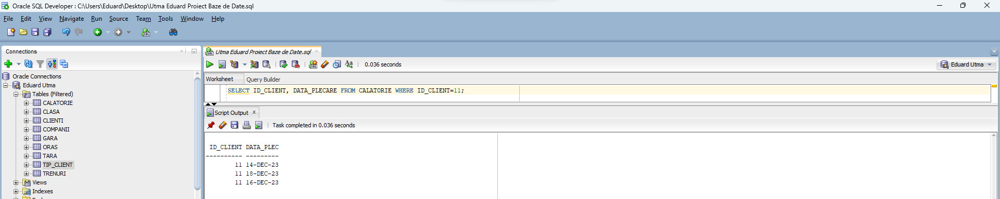 Oracle SQL Developer : C:\Users\Eduard\Desktop\Utma Eduard Proiect Baze de Date.sql
File Edit View Navigate Run Source Team Tools Window Help
Connections
Oracle Connections
Eduard Utma
Tables (Filtered)
CALATORIE
CLASA
CLIENTI
COMPANII
GARA
ORAS
TARA
TIP_CLIENT
TRENURI
Views
Indexes
Utma Eduard Proiect Baze de Date.sql
0.036 seconds
Eduard Utma
Worksheet Query Builder
SELECT ID_CLIENT, DATA_PLECARE FROM CALATORIE WHERE ID_CLIENT=11;
Script Output
Task completed in 0.036 seconds
ID_CLIENT DATA_PLEC
---------- ---------
11 14-DEC-23
11 18-DEC-23
11 16-DEC-23